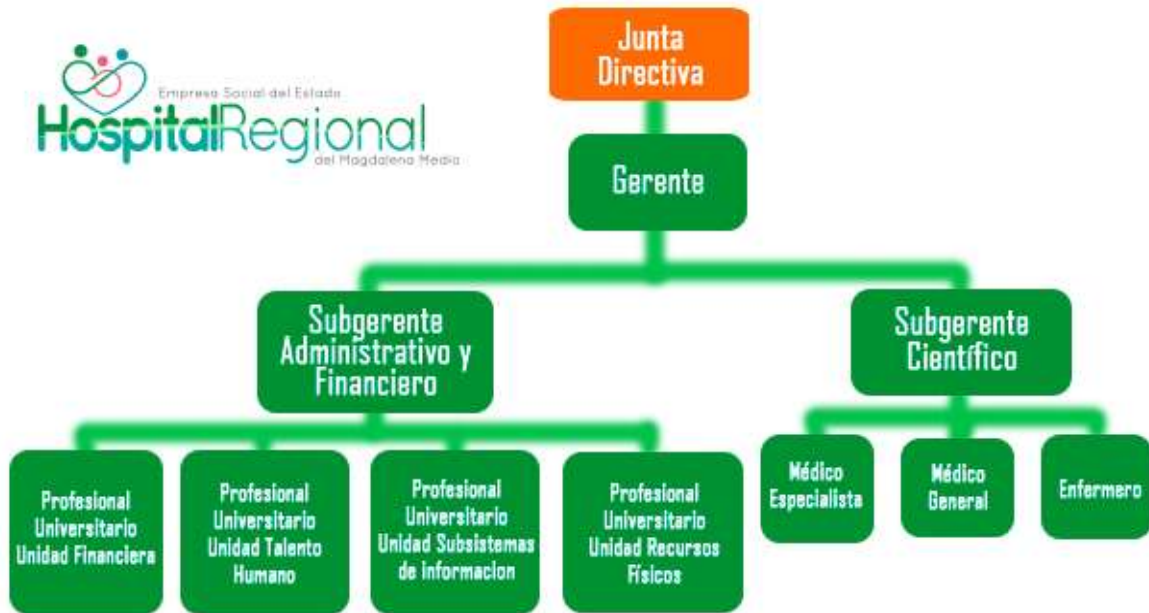 Empresa Social del Estado
HospitalRegional
del Magdalena Medio
Junta
Directiva
Gerente
Subgerente
Administrativo y
Financiero
Subgerente
Científico
Profesional
Universitario
Unidad Financiera
Profesional
Universitario
Unidad Talento
Humano
Profesional
Universitario
Unidad Subsistemas
de informacion
Profesional
Universitario
Unidad Recursos
Físicos
Médico
Especialista
Médico
General
Enfermero